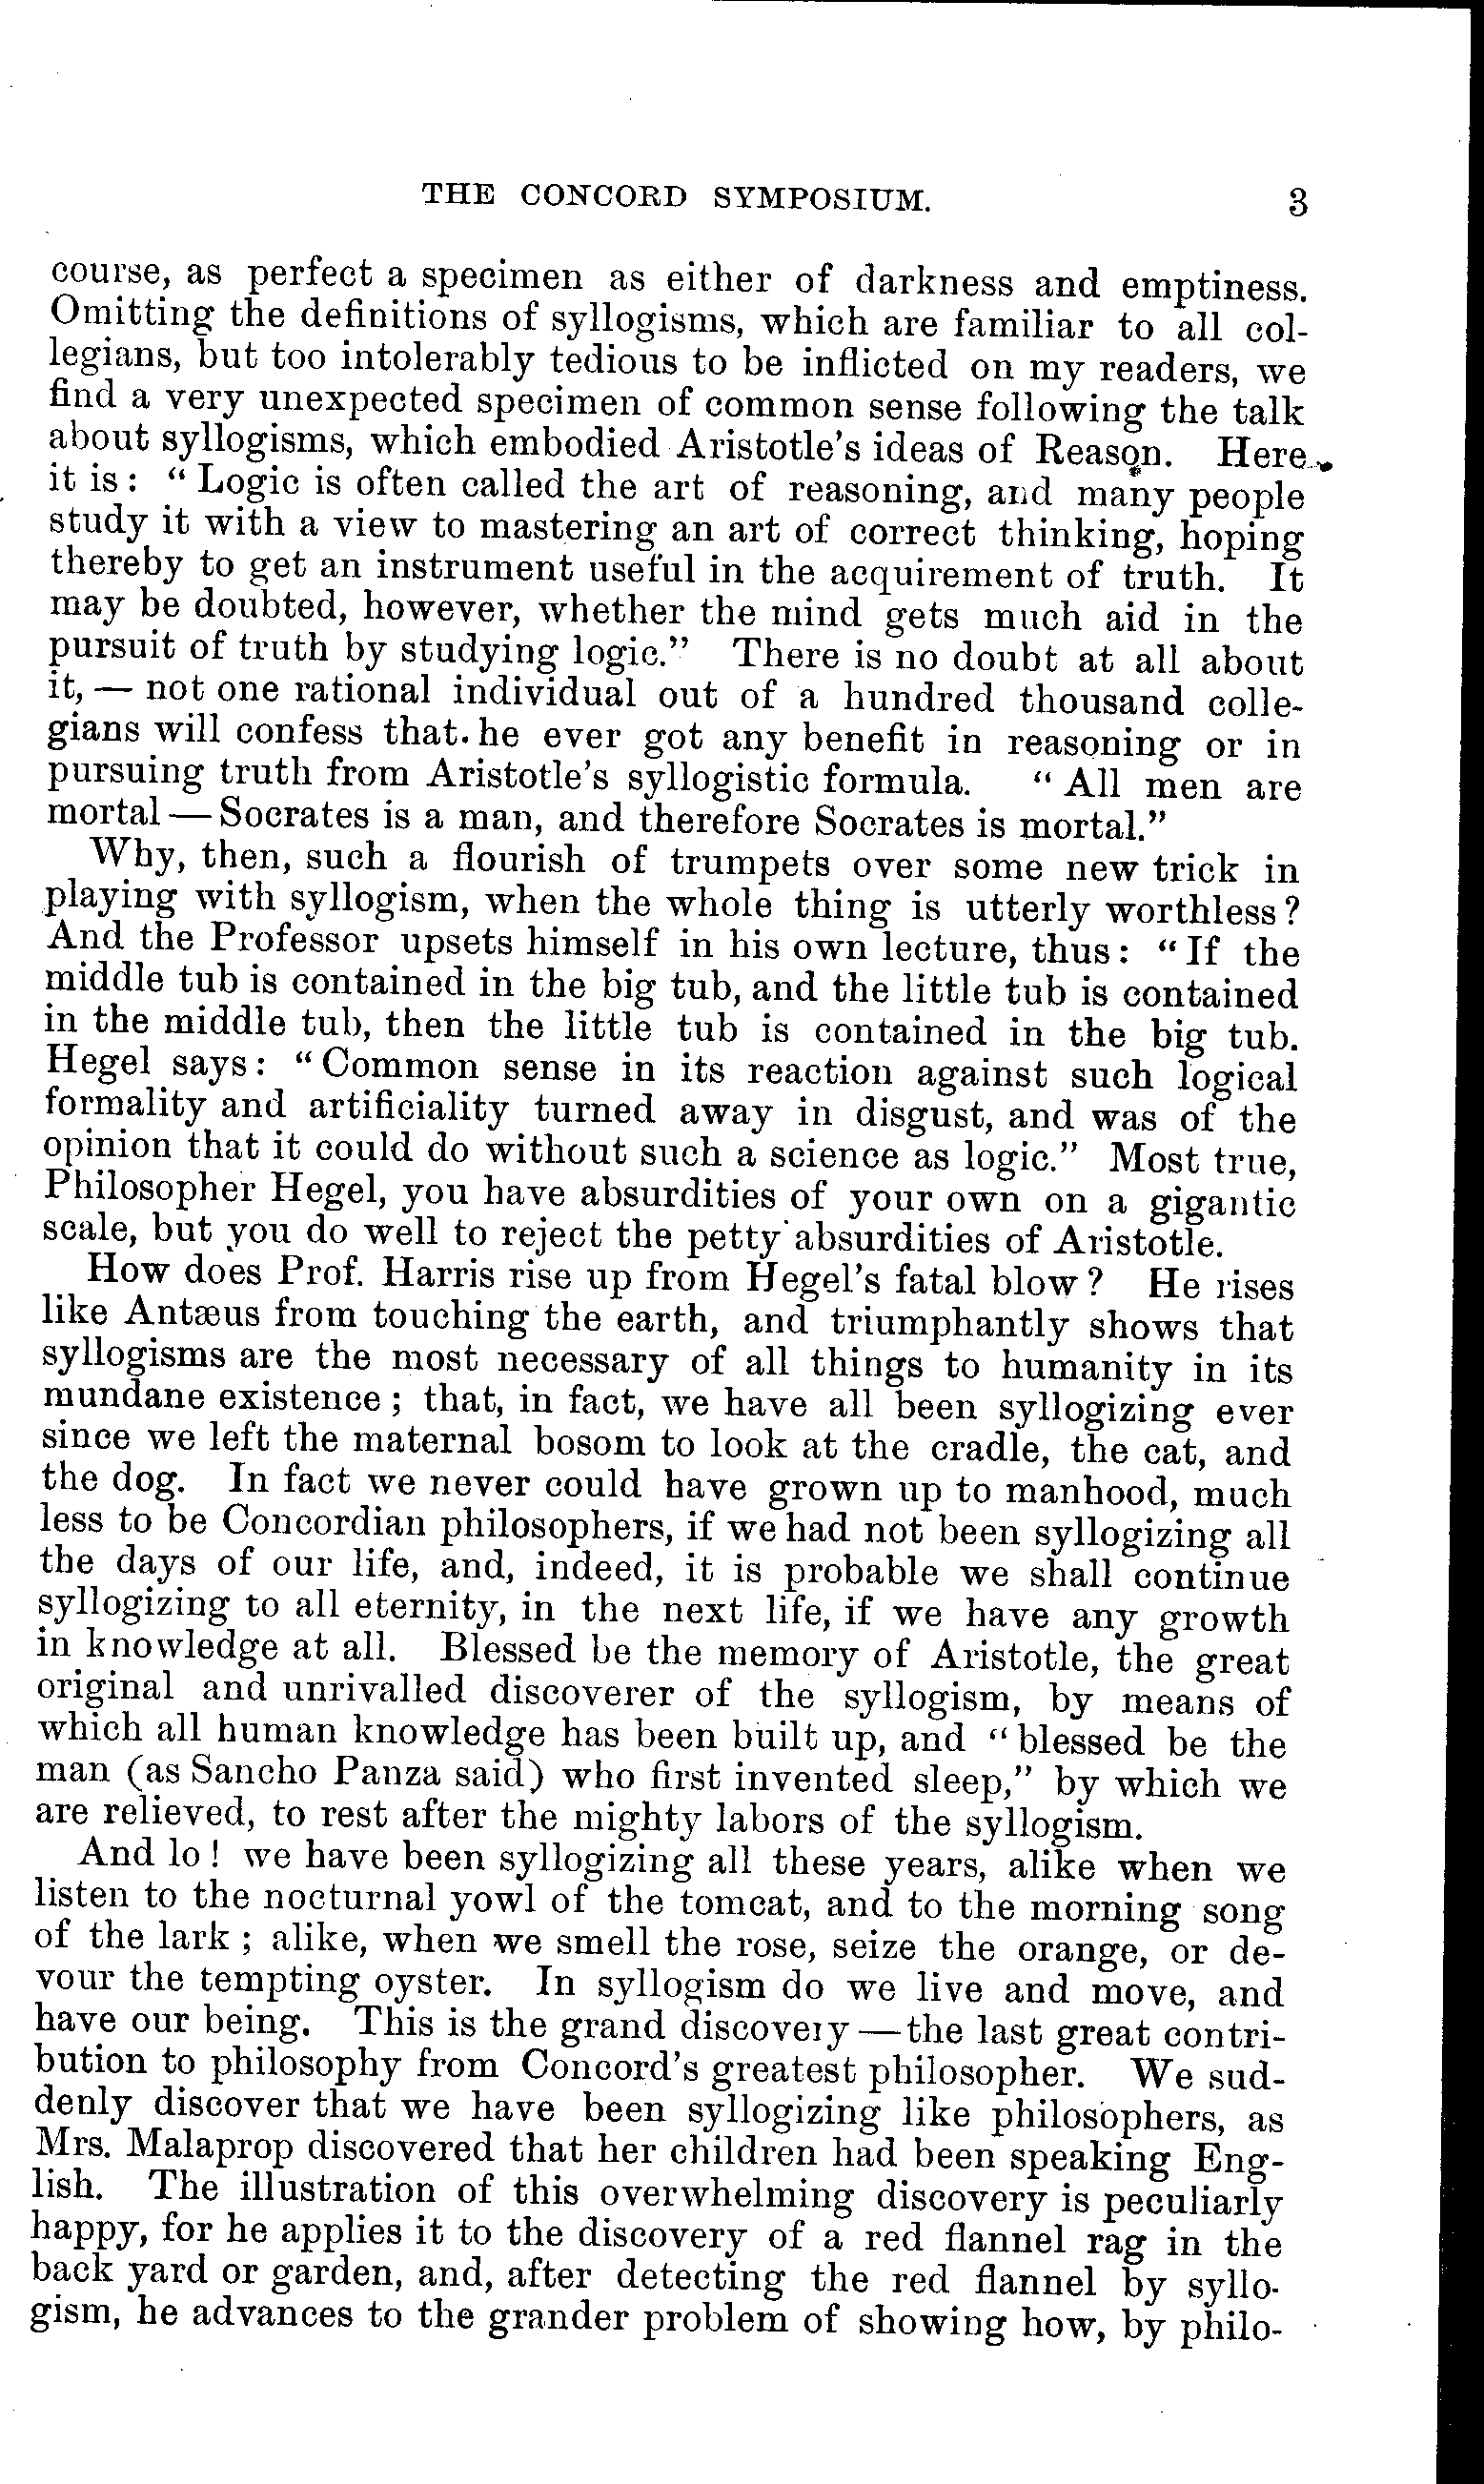 THE CONCORD SYMPOSIUM. 3
course, as perfect a specimen as either of darkness and emptiness.
Omitting the definitions of syllogisms, which are familiar to all col-
legians, but too intolerably tedious to be inflicted on my readers, we
find a very unexpected specimen of common sense following the talk
about syllogisms, which embodied Aristotle's ideas of Reason. Here
it is: "Logic is often called the art of reasoning, and many people
study it with a view to mastering an art of correct thinking, hoping
thereby to get an instrument useful in the acquirement of truth. It
may be doubted, however, whether the mind gets much aid in the
pursuit of truth by studying logic." There is no doubt at all about
it, — not one rational individual out of a hundred thousand colle-
gians will confess that he ever got any benefit in reasoning or in
pursuing truth from Aristotle's syllogistic formula. "All men are
mortal — Socrates is a man, and therefore Socrates is mortal."
Why, then, such a flourish of trumpets over some new trick in
playing with syllogism, when the whole thing is utterly worthless?
And the Professor upsets himself in his own lecture, thus: "If the
middle tub is contained in the big tub, and the little tub is contained
in the middle tub, then the little tub is contained in the big tub.
Hegel says: "Common sense in its reaction against such logical
formality and artificiality turned away in disgust, and was of the
opinion that it could do without such a science as logic." Most true,
Philosopher Hegel, you have absurdities of your own on a gigantic
scale, but you do well to reject the petty absurdities of Aristotle.
How does Prof. Harris rise up from Hegel's fatal blow? He rises
like Antæus from touching the earth, and triumphantly shows that
syllogisms are the most necessary of all things to humanity in its
mundane existence; that, in fact, we have all been syllogizing ever
since we left the maternal bosom to look at the cradle, the cat, and
the dog. In fact we never could have grown up to manhood, much
less to be Concordian philosophers, if we had not been syllogizing all
the days of our life, and, indeed, it is probable we shall continue
syllogizing to all eternity, in the next life, if we have any growth
in knowledge at all. Blessed be the memory of Aristotle, the great
original and unrivalled discoverer of the syllogism, by means of
which all human knowledge has been built up, and "blessed be the
man (as Sancho Panza said) who first invented sleep," by which we
are relieved, to rest after the mighty labors of the syllogism.
And lo! we have been syllogizing all these years, alike when we
listen to the nocturnal yowl of the tomcat, and to the morning song
of the lark; alike, when we smell the rose, seize the orange, or de-
vour the tempting oyster. In syllogism do we live and move, and
have our being. This is the grand discovery — the last great contri-
bution to philosophy from Concord's greatest philosopher. We sud-
denly discover that we have been syllogizing like philosophers, as
Mrs. Malaprop discovered that her children had been speaking Eng-
lish. The illustration of this overwhelming discovery is peculiarly
happy, for he applies it to the discovery of a red flannel rag in the
back yard or garden, and, after detecting the red flannel by syllo-
gism, he advances to the grander problem of showing how, by philo-